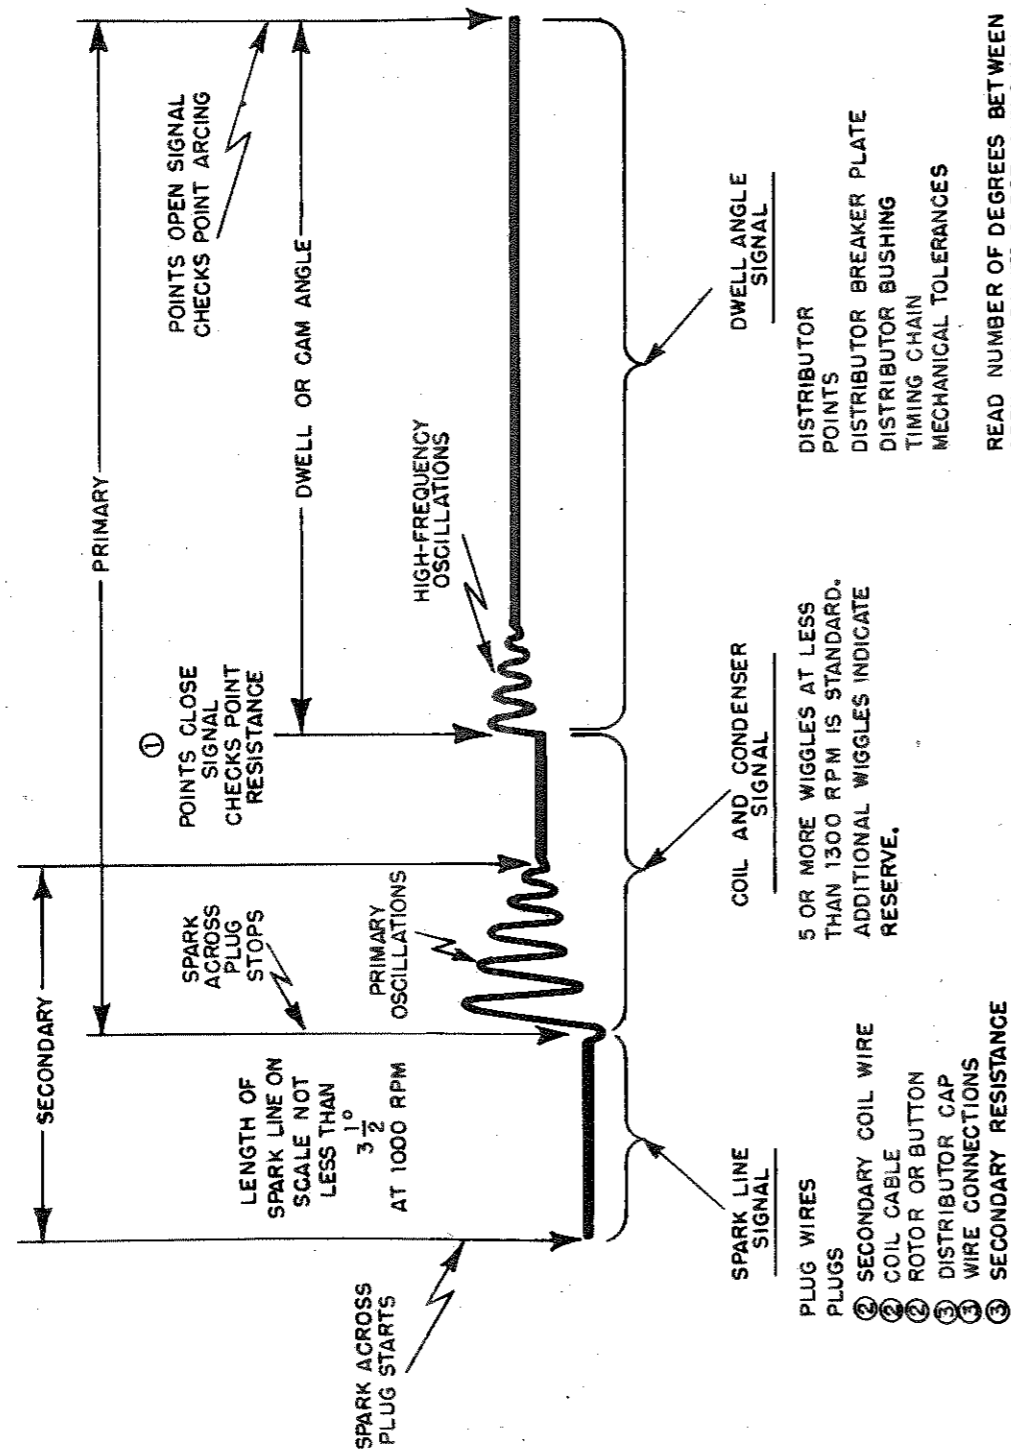 SECONDARY
PRIMARY
SPARK ACROSS
PLUG STARTS
LENGTH OF
SPARK LINE ON
SCALE NOT
LESS THAN
3 1/2°
AT 1000 RPM
SPARK
ACROSS
PLUG
STOPS
PRIMARY
OSCILLATIONS
①
POINTS CLOSE
SIGNAL
CHECKS POINT
RESISTANCE
DWELL OR CAM ANGLE
HIGH-FREQUENCY
OSCILLATIONS
POINTS OPEN SIGNAL
CHECKS POINT ARCING
SPARK LINE
SIGNAL
PLUG WIRES
PLUGS
② SECONDARY COIL WIRE
② COIL CABLE
② ROTOR OR BUTTON
③ DISTRIBUTOR CAP
③ WIRE CONNECTIONS
③ SECONDARY RESISTANCE
COIL AND CONDENSER
SIGNAL
5 OR MORE WIGGLES AT LESS
THAN 1300 RPM IS STANDARD.
ADDITIONAL WIGGLES INDICATE
RESERVE.
DWELL ANGLE
SIGNAL
DISTRIBUTOR
POINTS
DISTRIBUTOR BREAKER PLATE
DISTRIBUTOR BUSHING
TIMING CHAIN
MECHANICAL TOLERANCES
READ NUMBER OF DEGREES BETWEEN